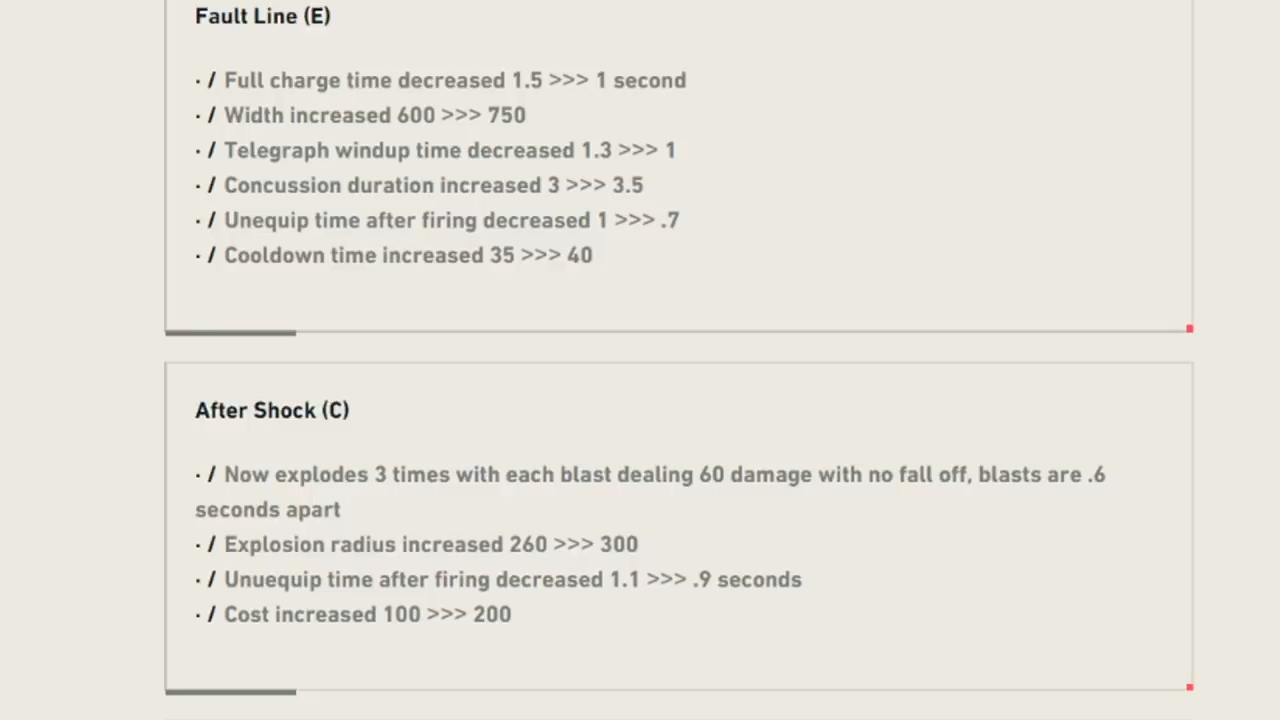 Fault Line (E)
· / Full charge time decreased 1.5 >>> 1 second
· / Width increased 600 >>> 750
· / Telegraph windup time decreased 1.3 >>> 1
· / Concussion duration increased 3 >>> 3.5
· / Unequip time after firing decreased 1 >>> .7
· / Cooldown time increased 35 >>> 40
After Shock (C)
· / Now explodes 3 times with each blast dealing 60 damage with no fall off, blasts are .6
seconds apart
· / Explosion radius increased 260 >>> 300
· / Unuequip time after firing decreased 1.1 >>> .9 seconds
· / Cost increased 100 >>> 200